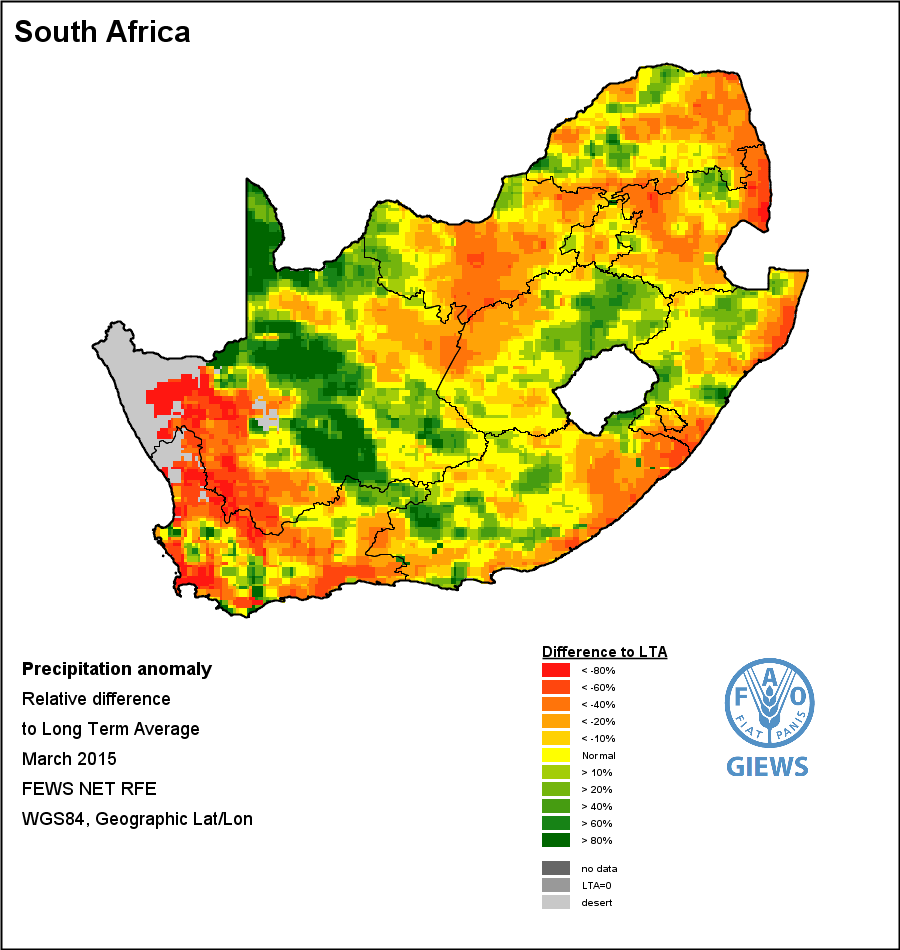 South Africa
Precipitation anomaly
Relative difference
to Long Term Average
March 2015
FEWS NET RFE
WGS84, Geographic Lat/Lon
Difference to LTA
< -80%
< -60%
< -40%
< -20%
< -10%
Normal
> 10%
> 20%
> 40%
> 60%
> 80%
no data
LTA=0
desert
F A O
FIAT PANIS
GIEWS